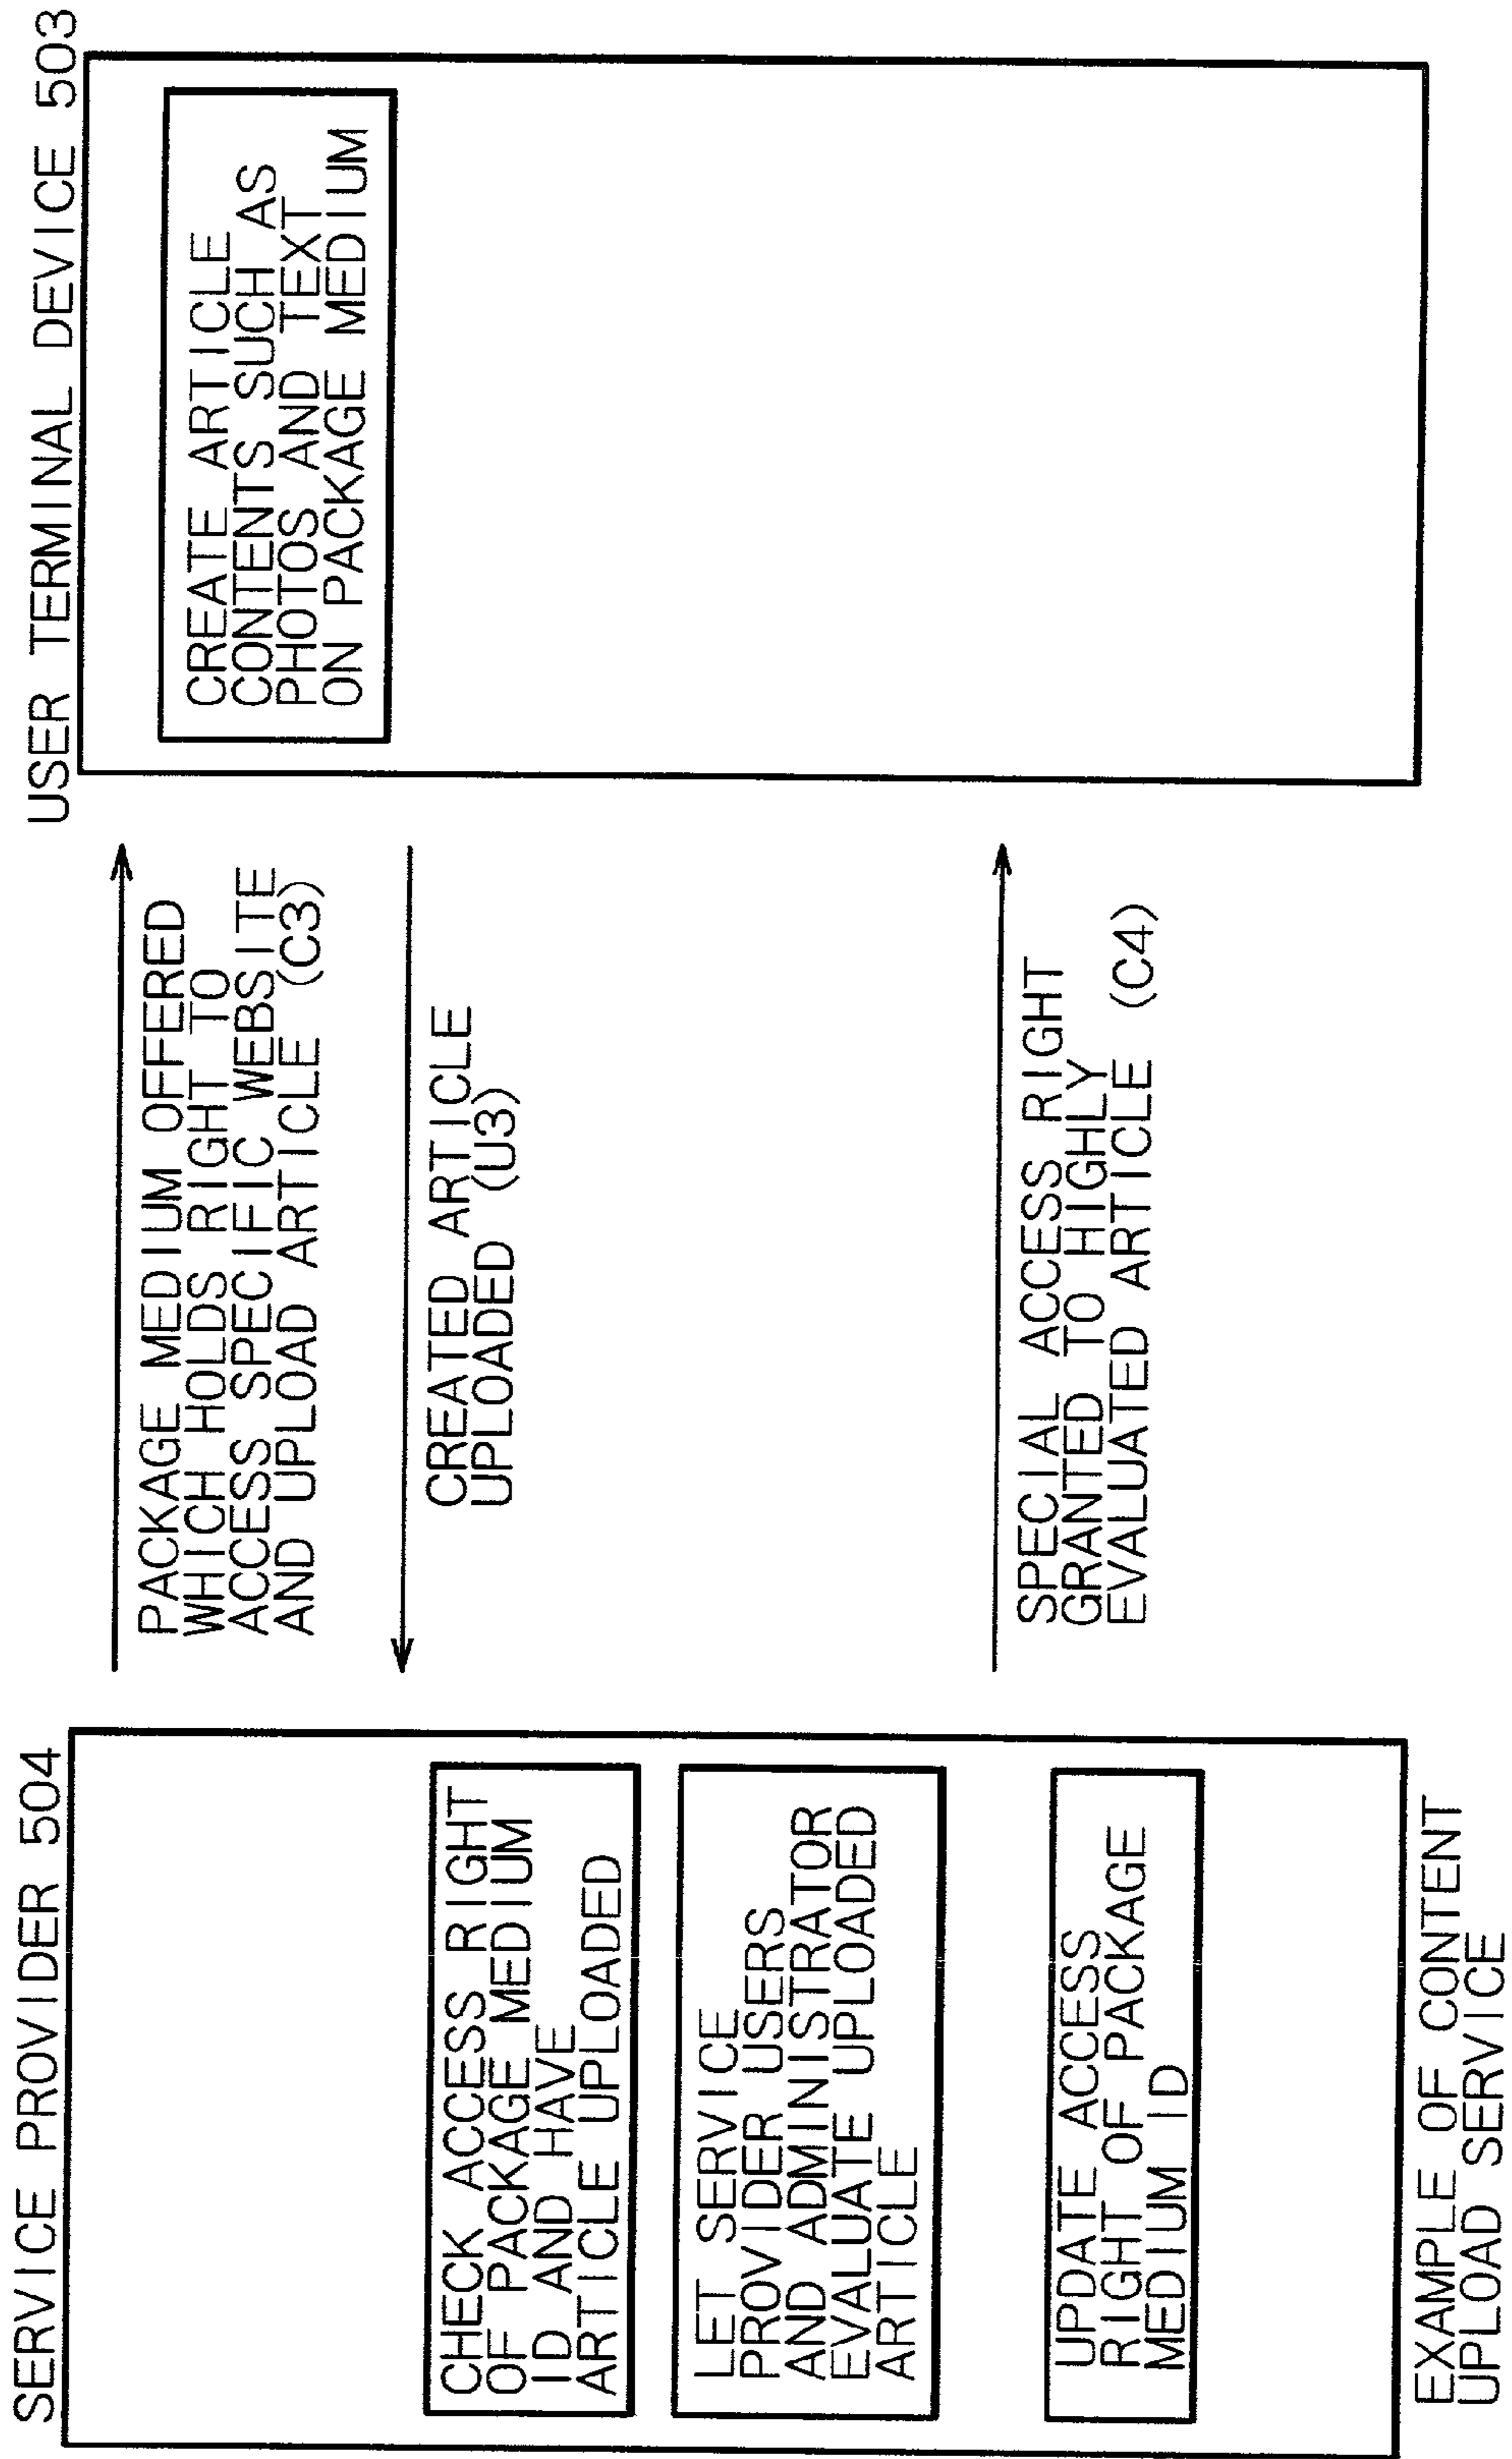 SERVICE PROVIDER 504
USER TERMINAL DEVICE 503
PACKAGE MEDIUM OFFERED
WHICH HOLDS RIGHT TO
ACCESS SPECIFIC WEBSITE
AND UPLOAD ARTICLE (C3)
CREATE ARTICLE
CONTENTS SUCH AS
PHOTOS AND TEXT
ON PACKAGE MEDIUM
CHECK ACCESS RIGHT
OF PACKAGE MEDIUM
ID AND HAVE
ARTICLE UPLOADED
CREATED ARTICLE
UPLOADED (U3)
LET SERVICE
PROVIDER USERS
AND ADMINISTRATOR
EVALUATE UPLOADED
ARTICLE
UPDATE ACCESS
RIGHT OF PACKAGE
MEDIUM ID
SPECIAL ACCESS RIGHT
GRANTED TO HIGHLY
EVALUATED ARTICLE (C4)
EXAMPLE OF CONTENT
UPLOAD SERVICE